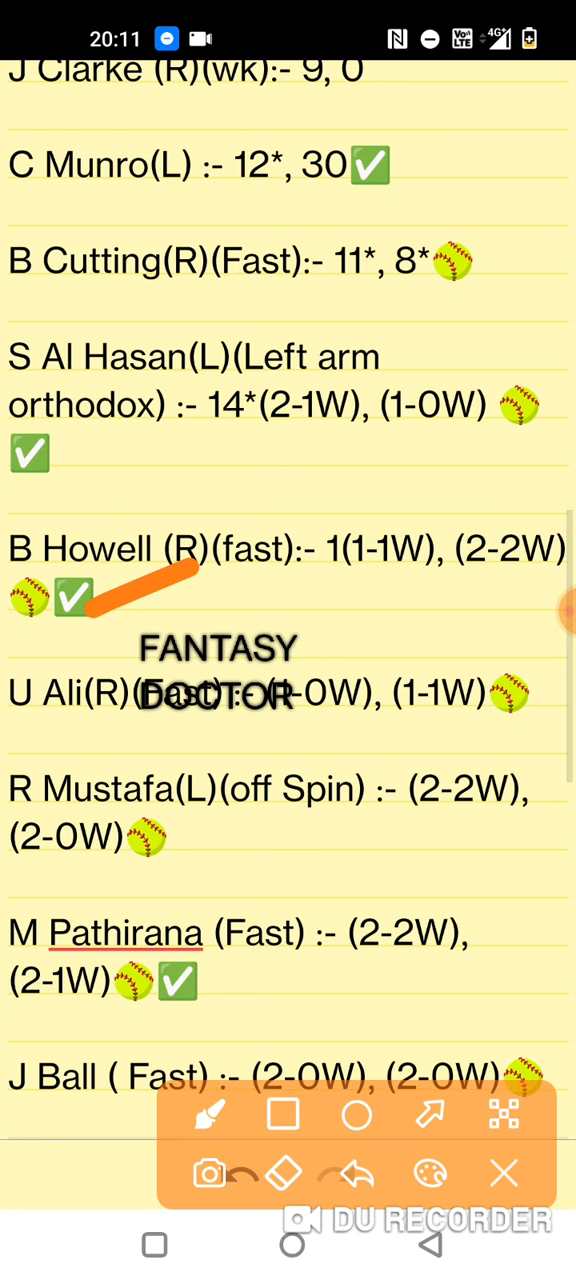 20:11
Vo)
LTE
4G+
J Clarke (R)(wk):- 9, 0
C Munro(L) :- 12*, 30✅
B Cutting(R)(Fast):- 11*, 8*🥎
S Al Hasan(L)(Left arm
orthodox) :- 14*(2-1W), (1-0W) 🥎
✅
B Howell (R)(fast):- 1(1-1W), (2-2W)
🥎✅
FANTASY
DOCTOR
U Ali(R)(Fast) :- (1-0W), (1-1W)🥎
R Mustafa(L)(off Spin) :- (2-2W),
(2-0W)🥎
M Pathirana (Fast) :- (2-2W),
(2-1W)🥎✅
J Ball ( Fast) :- (2-0W), (2-0W)🥎
DU RECORDER